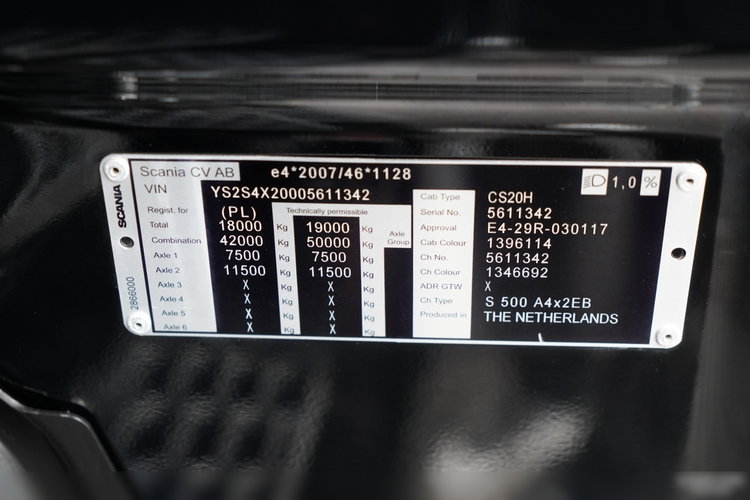 Scania CV AB e4*2007/46*1128 1,0 %
VIN YS2S4X20005611342
SCANIA
2866000
Regist. for (PL) Technically permissible
Total 18000 Kg 19000 Kg Axle Group
Combination 42000 Kg 50000 Kg
Axle 1 7500 Kg 7500 Kg
Axle 2 11500 Kg 11500 Kg
Axle 3 X Kg X Kg
Axle 4 X Kg X Kg
Axle 5 X Kg X Kg
Axle 6 X Kg X Kg
Cab Type CS20H
Serial No. 5611342
Approval E4-29R-030117
Cab Colour 1396114
Ch No. 5611342
Ch Colour 1346692
ADR GTW X
Ch Type S 500 A4x2EB
Produced in THE NETHERLANDS